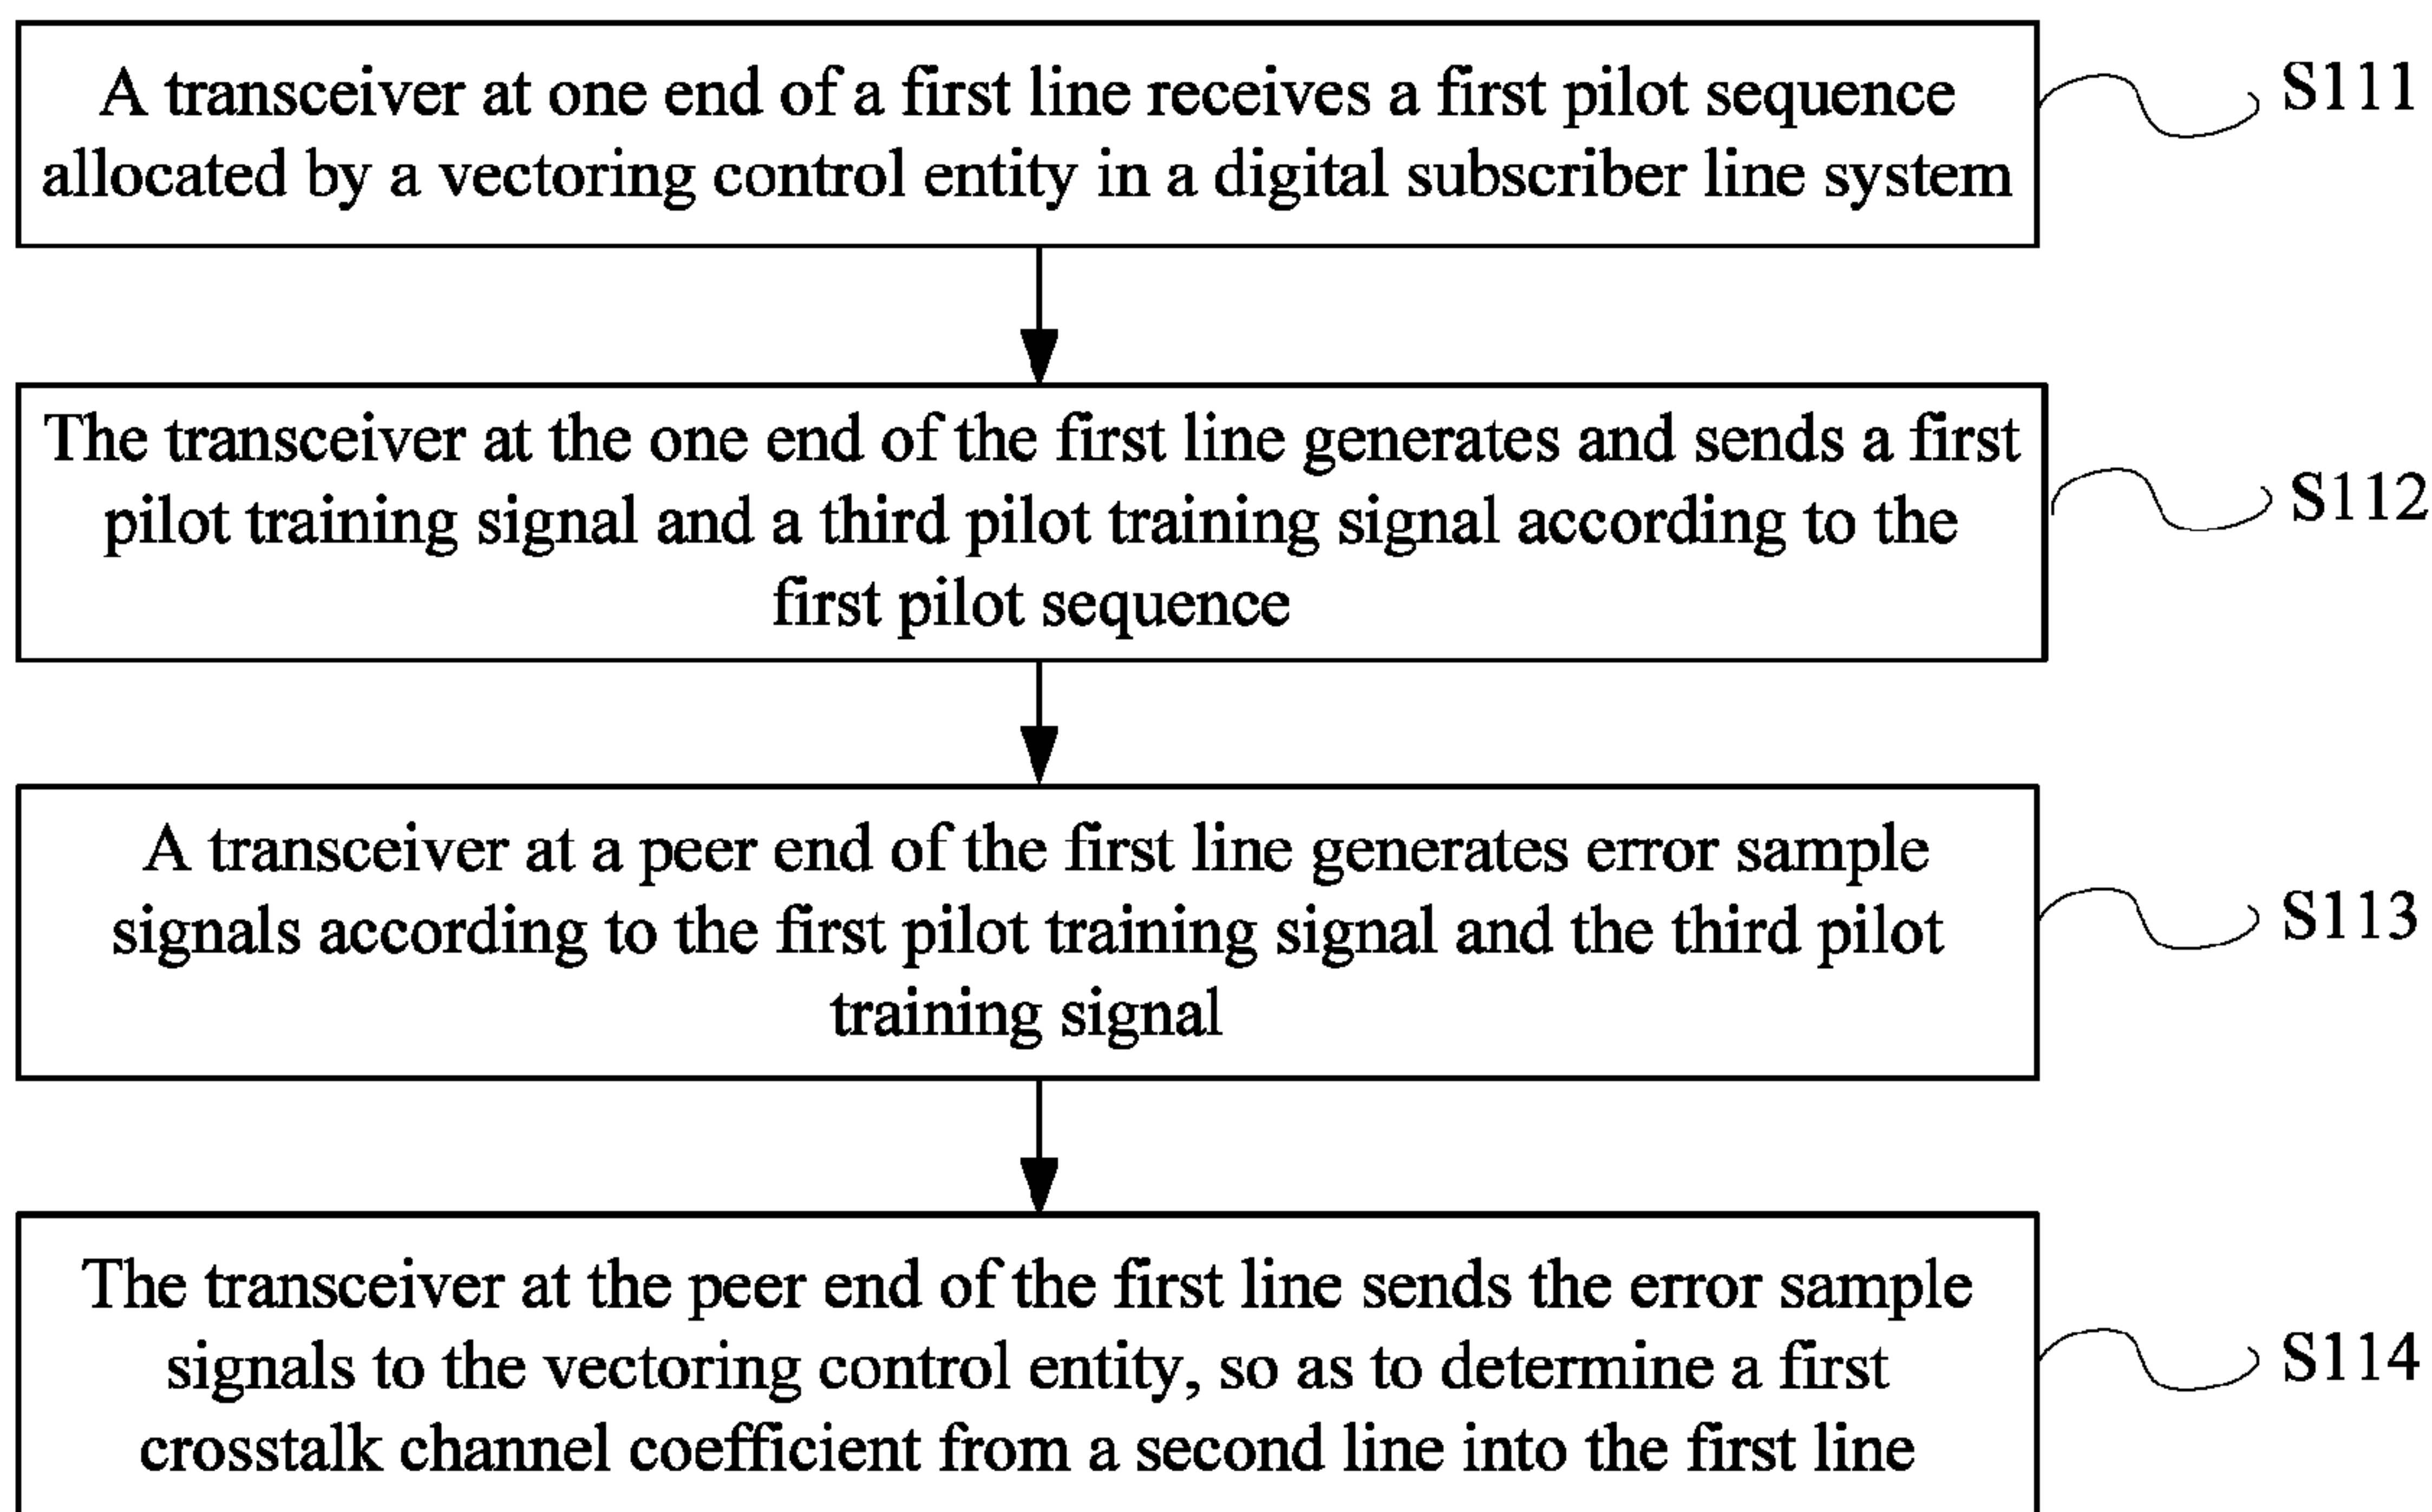 A transceiver at one end of a first line receives a first pilot sequence
allocated by a vectoring control entity in a digital subscriber line system
S111
The transceiver at the one end of the first line generates and sends a first
pilot training signal and a third pilot training signal according to the
first pilot sequence
S112
A transceiver at a peer end of the first line generates error sample
signals according to the first pilot training signal and the third pilot
training signal
S113
The transceiver at the peer end of the first line sends the error sample
signals to the vectoring control entity, so as to determine a first
crosstalk channel coefficient from a second line into the first line
S114